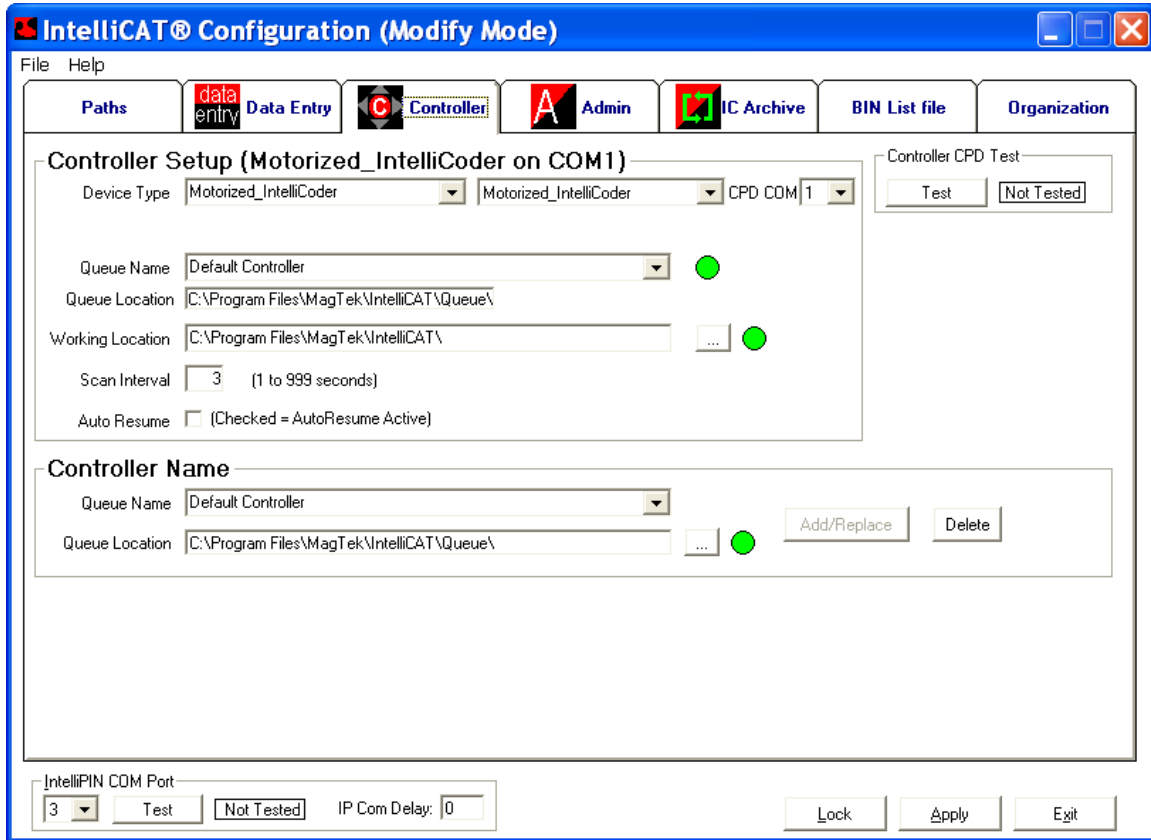 IntelliCAT® Configuration (Modify Mode)
File Help
Paths
data entry Data Entry
C Controller
A Admin
IC Archive
BIN List file
Organization
Controller Setup (Motorized_IntelliCoder on COM1)
Controller CPD Test
Device Type Motorized_IntelliCoder Motorized_IntelliCoder CPD COM 1
Test Not Tested
Queue Name Default Controller
Queue Location C:\Program Files\MagTek\IntelliCAT\Queue\
Working Location C:\Program Files\MagTek\IntelliCAT\ ...
Scan Interval 3 (1 to 999 seconds)
Auto Resume (Checked = AutoResume Active)
Controller Name
Queue Name Default Controller
Add/Replace Delete
Queue Location C:\Program Files\MagTek\IntelliCAT\Queue\ ...
IntelliPIN COM Port
3 Test Not Tested IP Com Delay: 0
Lock Apply Exit